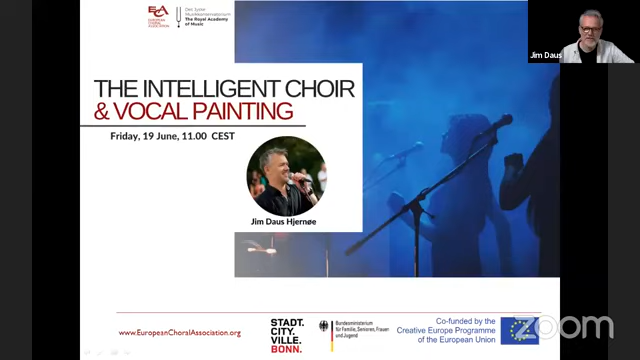 ECA
EUROPEAN
CHORAL
ASSOCIATION
Det Jyske
Musikkonservatorium
The Royal Academy
of Music
Jim Daus
THE INTELLIGENT CHOIR
& VOCAL PAINTING
Friday, 19 June, 11.00 CEST
Jim Daus Hjernøe
www.EuropeanChoralAssociation.org
STADT.
CITY.
VILLE.
BONN.
Bundesministerium
für Familie, Senioren, Frauen
und Jugend
Co-funded by the
Creative Europe Programme
of the European Union
zoom